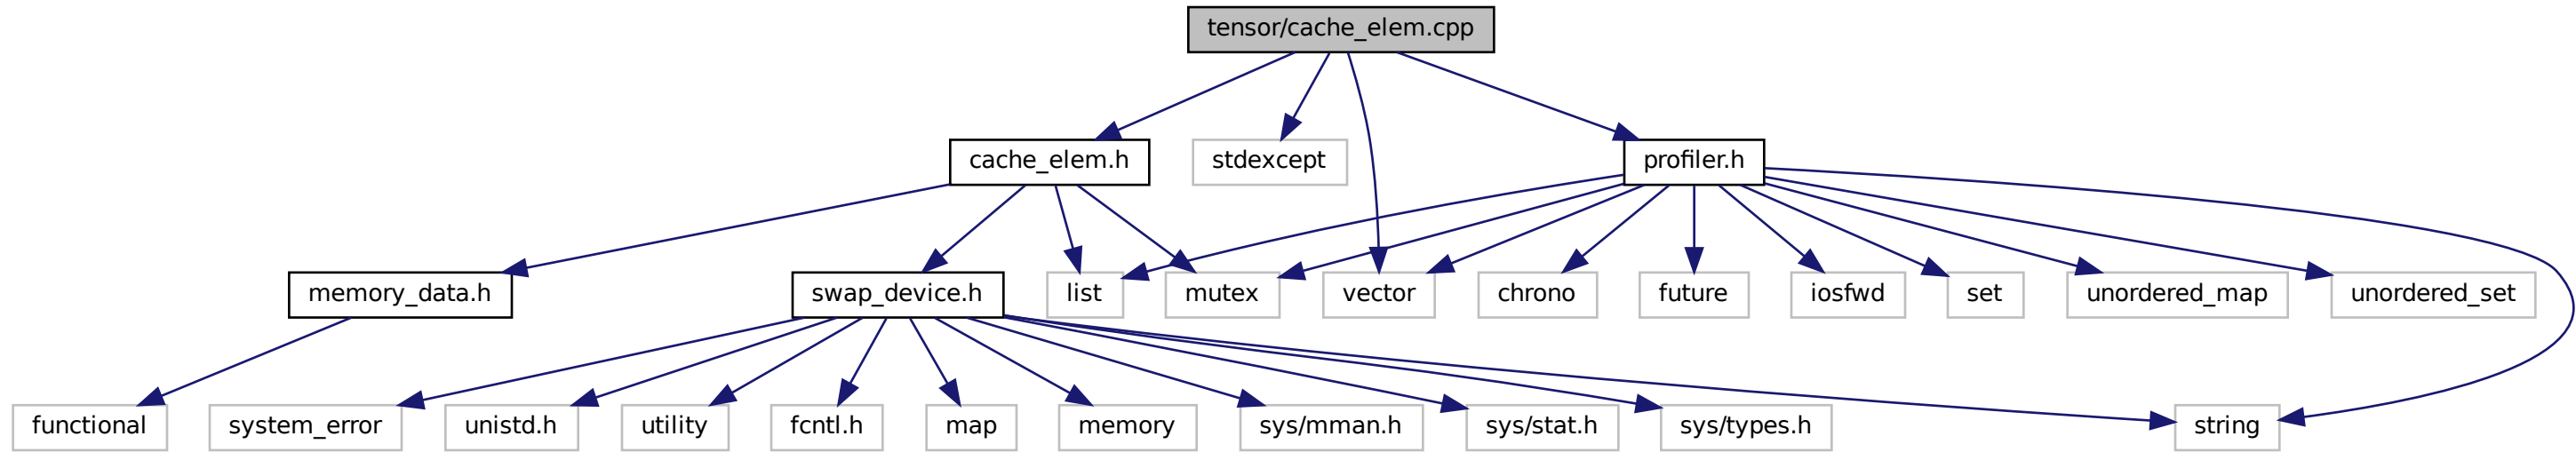 tensor/cache_elem.cpp
cache_elem.h
stdexcept
profiler.h
memory_data.h
swap_device.h
list
mutex
vector
chrono
future
iosfwd
set
unordered_map
unordered_set
functional
system_error
unistd.h
utility
fcntl.h
map
memory
sys/mman.h
sys/stat.h
sys/types.h
string